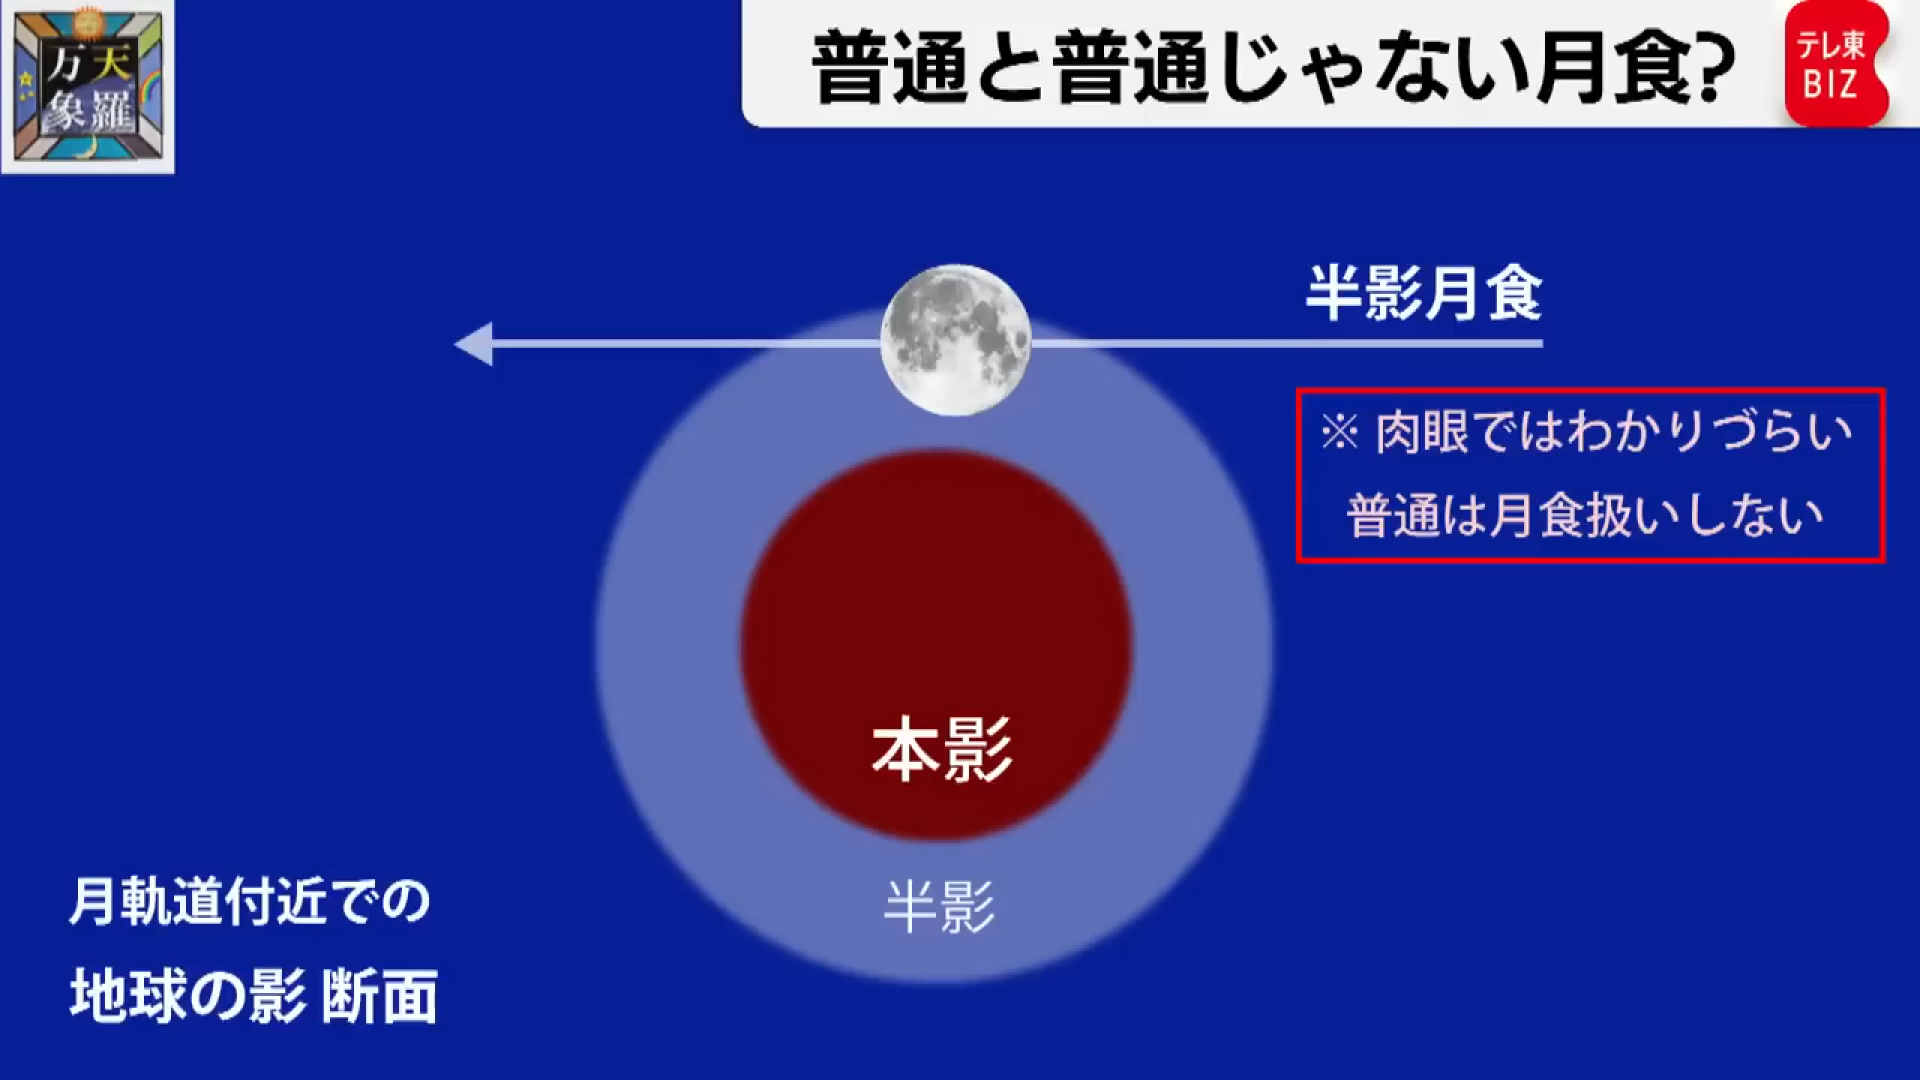 天羅
万象
普通と普通じゃない月食?
テレ東
BIZ
半影月食
※ 肉眼ではわかりづらい
普通は月食扱いしない
本影
半影
月軌道付近での
地球の影 断面